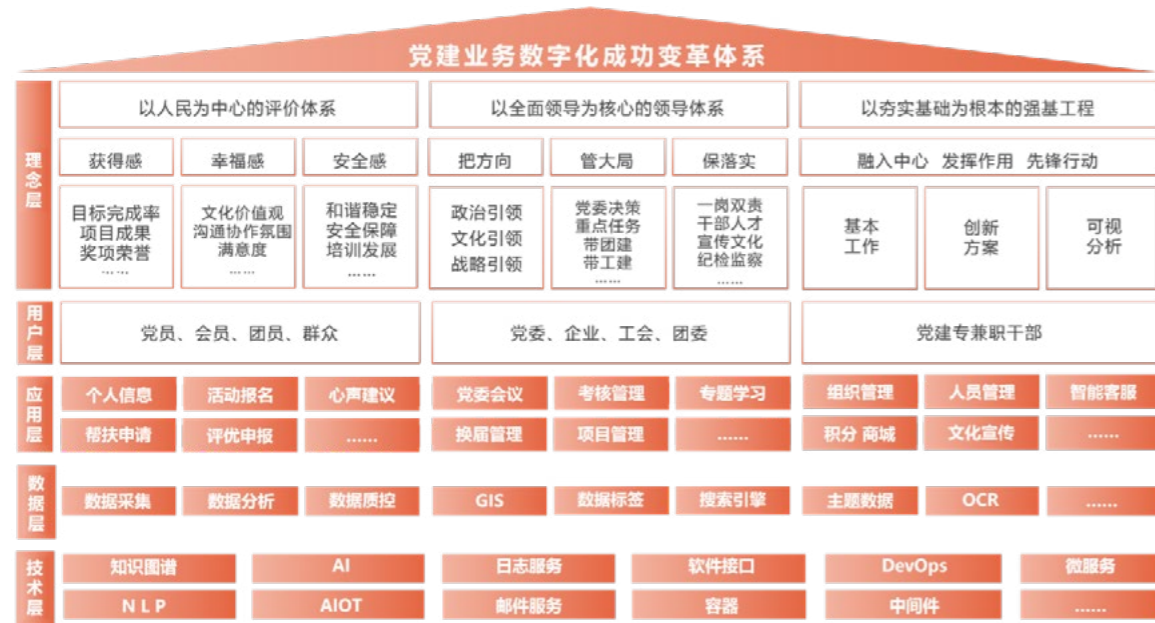 党建业务数字化成功变革体系
理念层
以人民为中心的评价体系
以全面领导为核心的领导体系
以夯实基础为根本的强基工程
获得感
幸福感
安全感
把方向
管大局
保落实
融入中心 发挥作用 先锋行动
目标完成率
项目成果
奖项荣誉
……
文化价值观
沟通协作氛围
满意度
……
和谐稳定
安全保障
培训发展
……
政治引领
文化引领
战略引领
党委决策
重点任务
带团建
带工建
……
一岗双责
干部人才
宣传文化
纪检监察
……
基本
工作
创新
方案
可视
分析
用户层
党员、会员、团员、群众
党委、企业、工会、团委
党建专兼职干部
应用层
个人信息
活动报名
心声建议
党委会议
考核管理
专题学习
组织管理
人员管理
智能客服
帮扶申请
评优申报
……
换届管理
项目管理
……
积分 商城
文化宣传
……
数据层
数据采集
数据分析
数据质控
GIS
数据标签
搜索引擎
主题数据
OCR
……
技术层
知识图谱
AI
日志服务
软件接口
DevOps
微服务
N L P
AIOT
邮件服务
容器
中间件
……